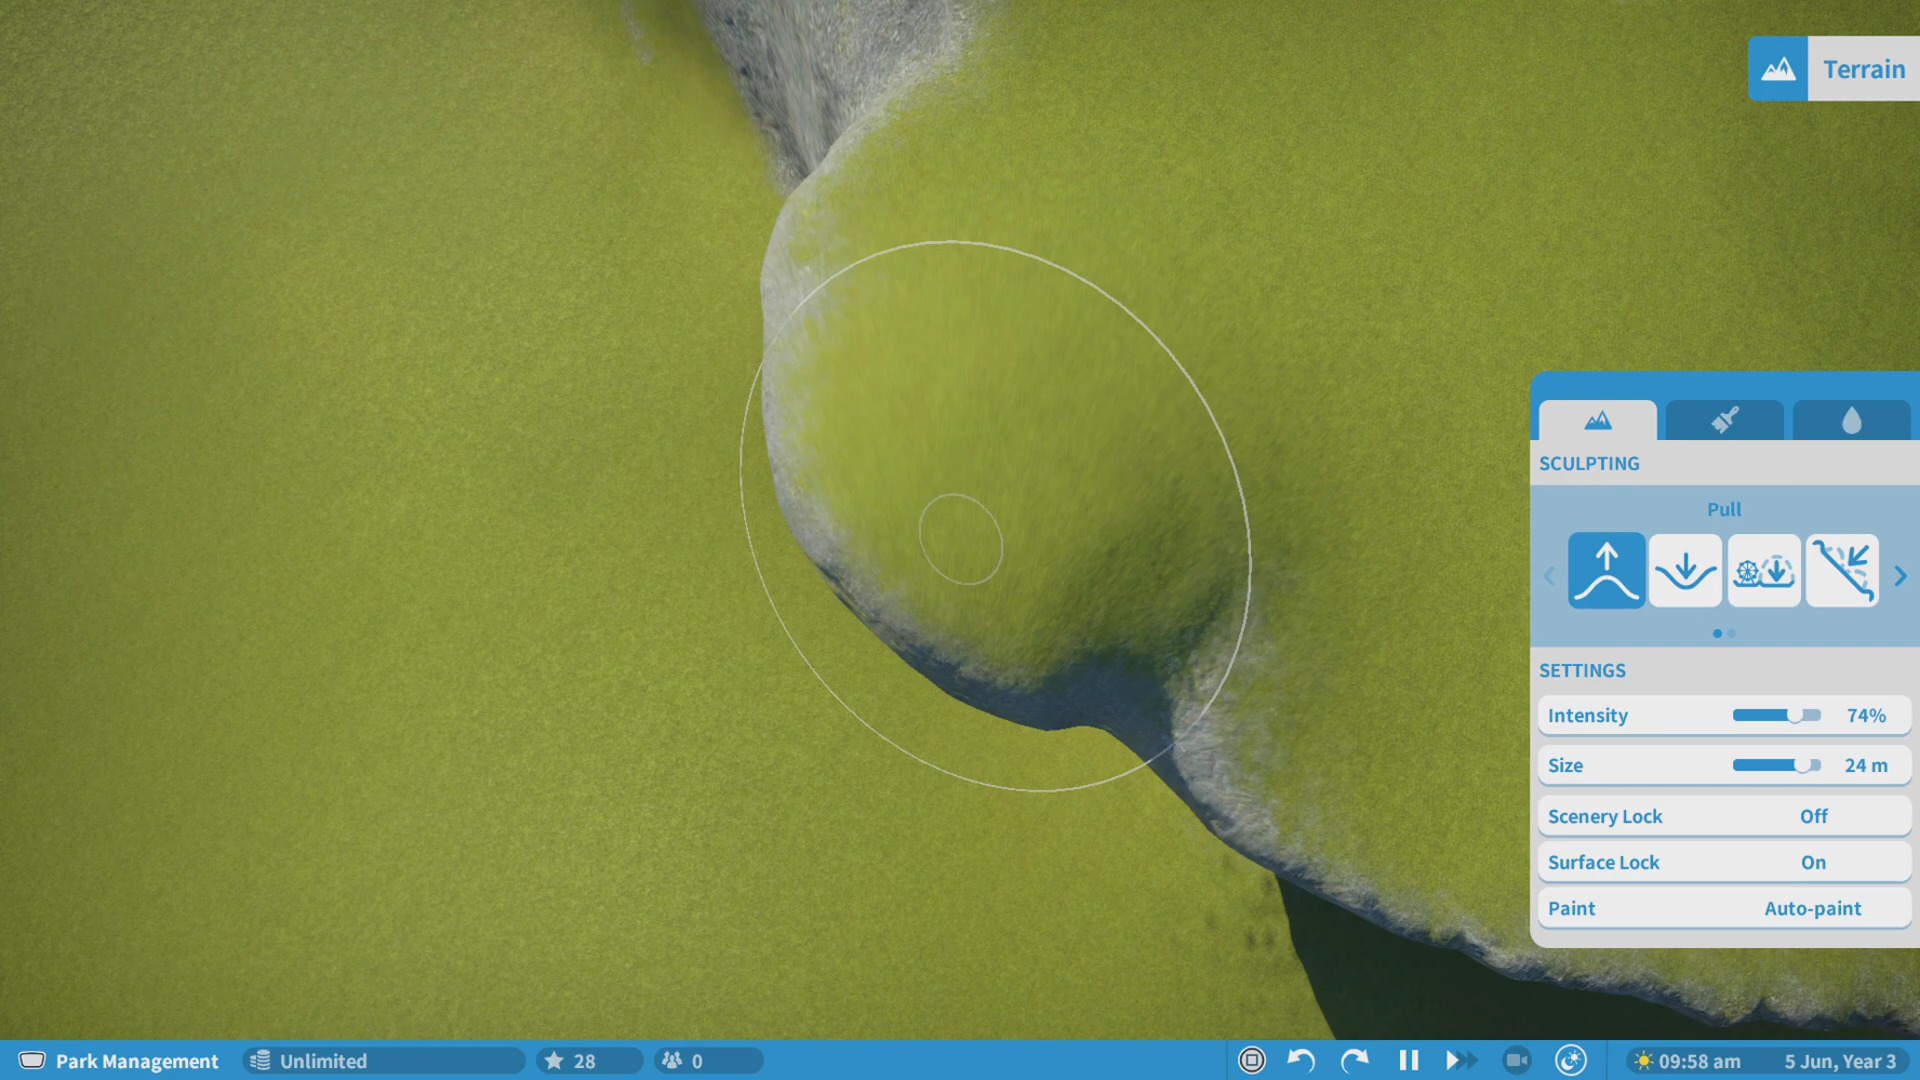 Terrain
SCULPTING
Pull
SETTINGS
Intensity 74%
Size 24 m
Scenery Lock Off
Surface Lock On
Paint Auto-paint
Park Management Unlimited 28 0 09:58 am 5 Jun, Year 3